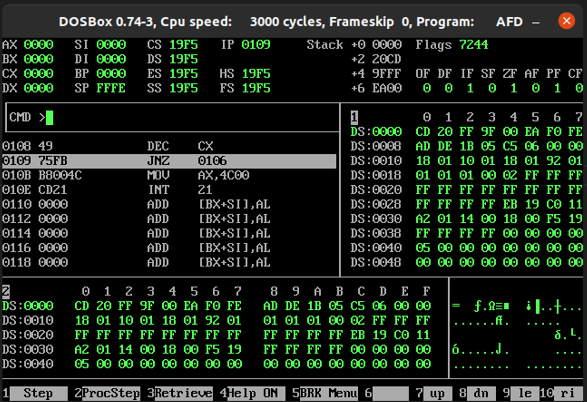 DOSBox 0.74-3, Cpu speed: 3000 cycles, Frameskip 0, Program: AFD
AX 0000 SI 0000 CS 19F5 IP 0109 Stack +0 0000 Flags 7244
BX 0000 DI 0000 DS 19F5 +2 20CD
CX 0000 BP 0000 ES 19F5 HS 19F5 +4 9FFF OF DF IF SF ZF AF PF CF
DX 0000 SP FFFE SS 19F5 FS 19F5 +6 EA00 0 0 1 0 1 0 1 0
CMD >
0108 49 DEC CX
0109 75FB JNZ 0106
010B B8004C MOV AX,4C00
010E CD21 INT 21
0110 0000 ADD [BX+SI],AL
0112 0000 ADD [BX+SI],AL
0114 0000 ADD [BX+SI],AL
0116 0000 ADD [BX+SI],AL
0118 0000 ADD [BX+SI],AL
1 0 1 2 3 4 5 6 7
DS:0000 CD 20 FF 9F 00 EA F0 FE
DS:0008 AD DE 1B 05 C5 06 00 00
DS:0010 18 01 10 01 18 01 92 01
DS:0018 01 01 01 00 02 FF FF FF
DS:0020 FF FF FF FF FF FF FF FF
DS:0028 FF FF FF FF EB 19 C0 11
DS:0030 A2 01 14 00 18 00 F5 19
DS:0038 FF FF FF FF 00 00 00 00
DS:0040 05 00 00 00 00 00 00 00
DS:0048 00 00 00 00 00 00 00 00
2 0 1 2 3 4 5 6 7 8 9 A B C D E F
DS:0000 CD 20 FF 9F 00 EA F0 FE AD DE 1B 05 C5 06 00 00
DS:0010 18 01 10 01 18 01 92 01 01 01 01 00 02 FF FF FF
DS:0020 FF FF FF FF FF FF FF FF FF FF FF FF EB 19 C0 11
DS:0030 A2 01 14 00 18 00 F5 19 FF FF FF FF 00 00 00 00
DS:0040 05 00 00 00 00 00 00 00 00 00 00 00 00 00 00 00
= ƒ.Ω≡■ ¡▐..┼...
.......Æ. .....
δ.└.
ó.....⌡. ....
1 Step 2ProcStep 3Retrieve 4Help ON 5BRK Menu 6 7 up 8 dn 9 le 10 ri